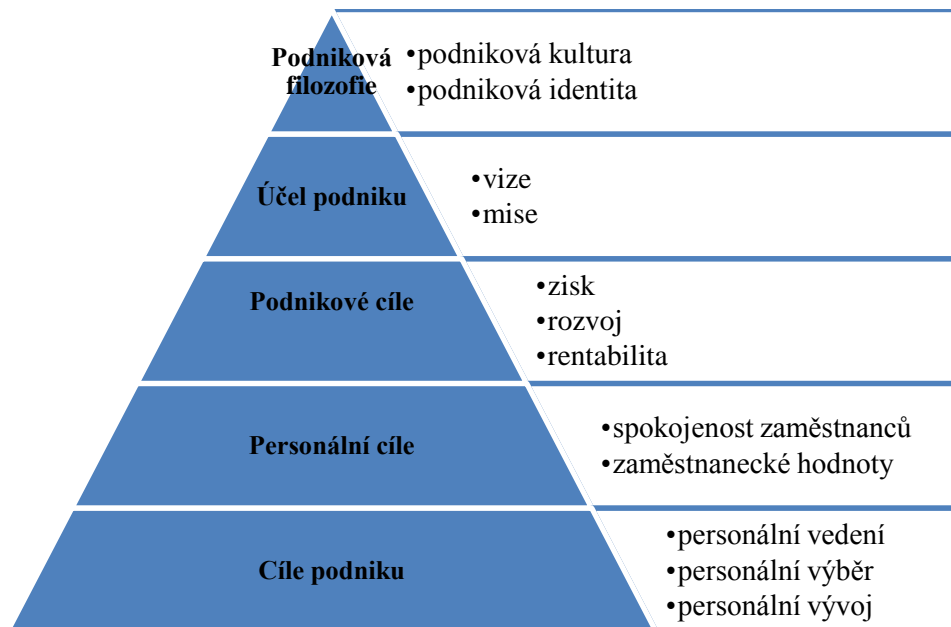 Podniková
filozofie
•podniková kultura
•podniková identita
Účel podniku
•vize
•mise
Podnikové cíle
•zisk
•rozvoj
•rentabilita
Personální cíle
•spokojenost zaměstnanců
•zaměstnanecké hodnoty
Cíle podniku
•personální vedení
•personální výběr
•personální vývoj